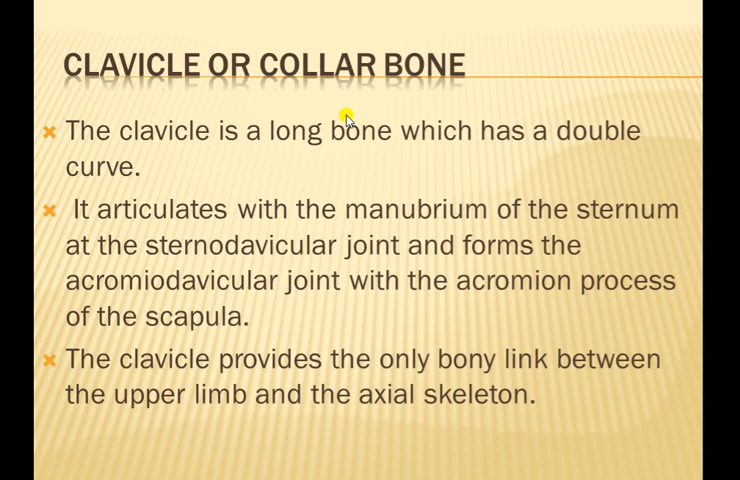 CLAVICLE OR COLLAR BONE
The clavicle is a long bone which has a double
curve.
It articulates with the manubrium of the sternum
at the sternodavicular joint and forms the
acromiodavicular joint with the acromion process
of the scapula.
The clavicle provides the only bony link between
the upper limb and the axial skeleton.